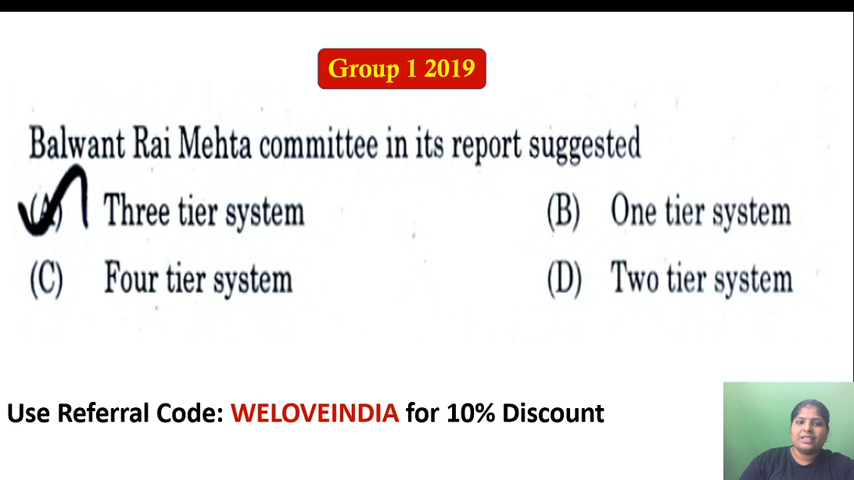 Group 1 2019
Balwant Rai Mehta committee in its report suggested
(A) Three tier system (B) One tier system
(C) Four tier system (D) Two tier system
Use Referral Code: WELOVEINDIA for 10% Discount